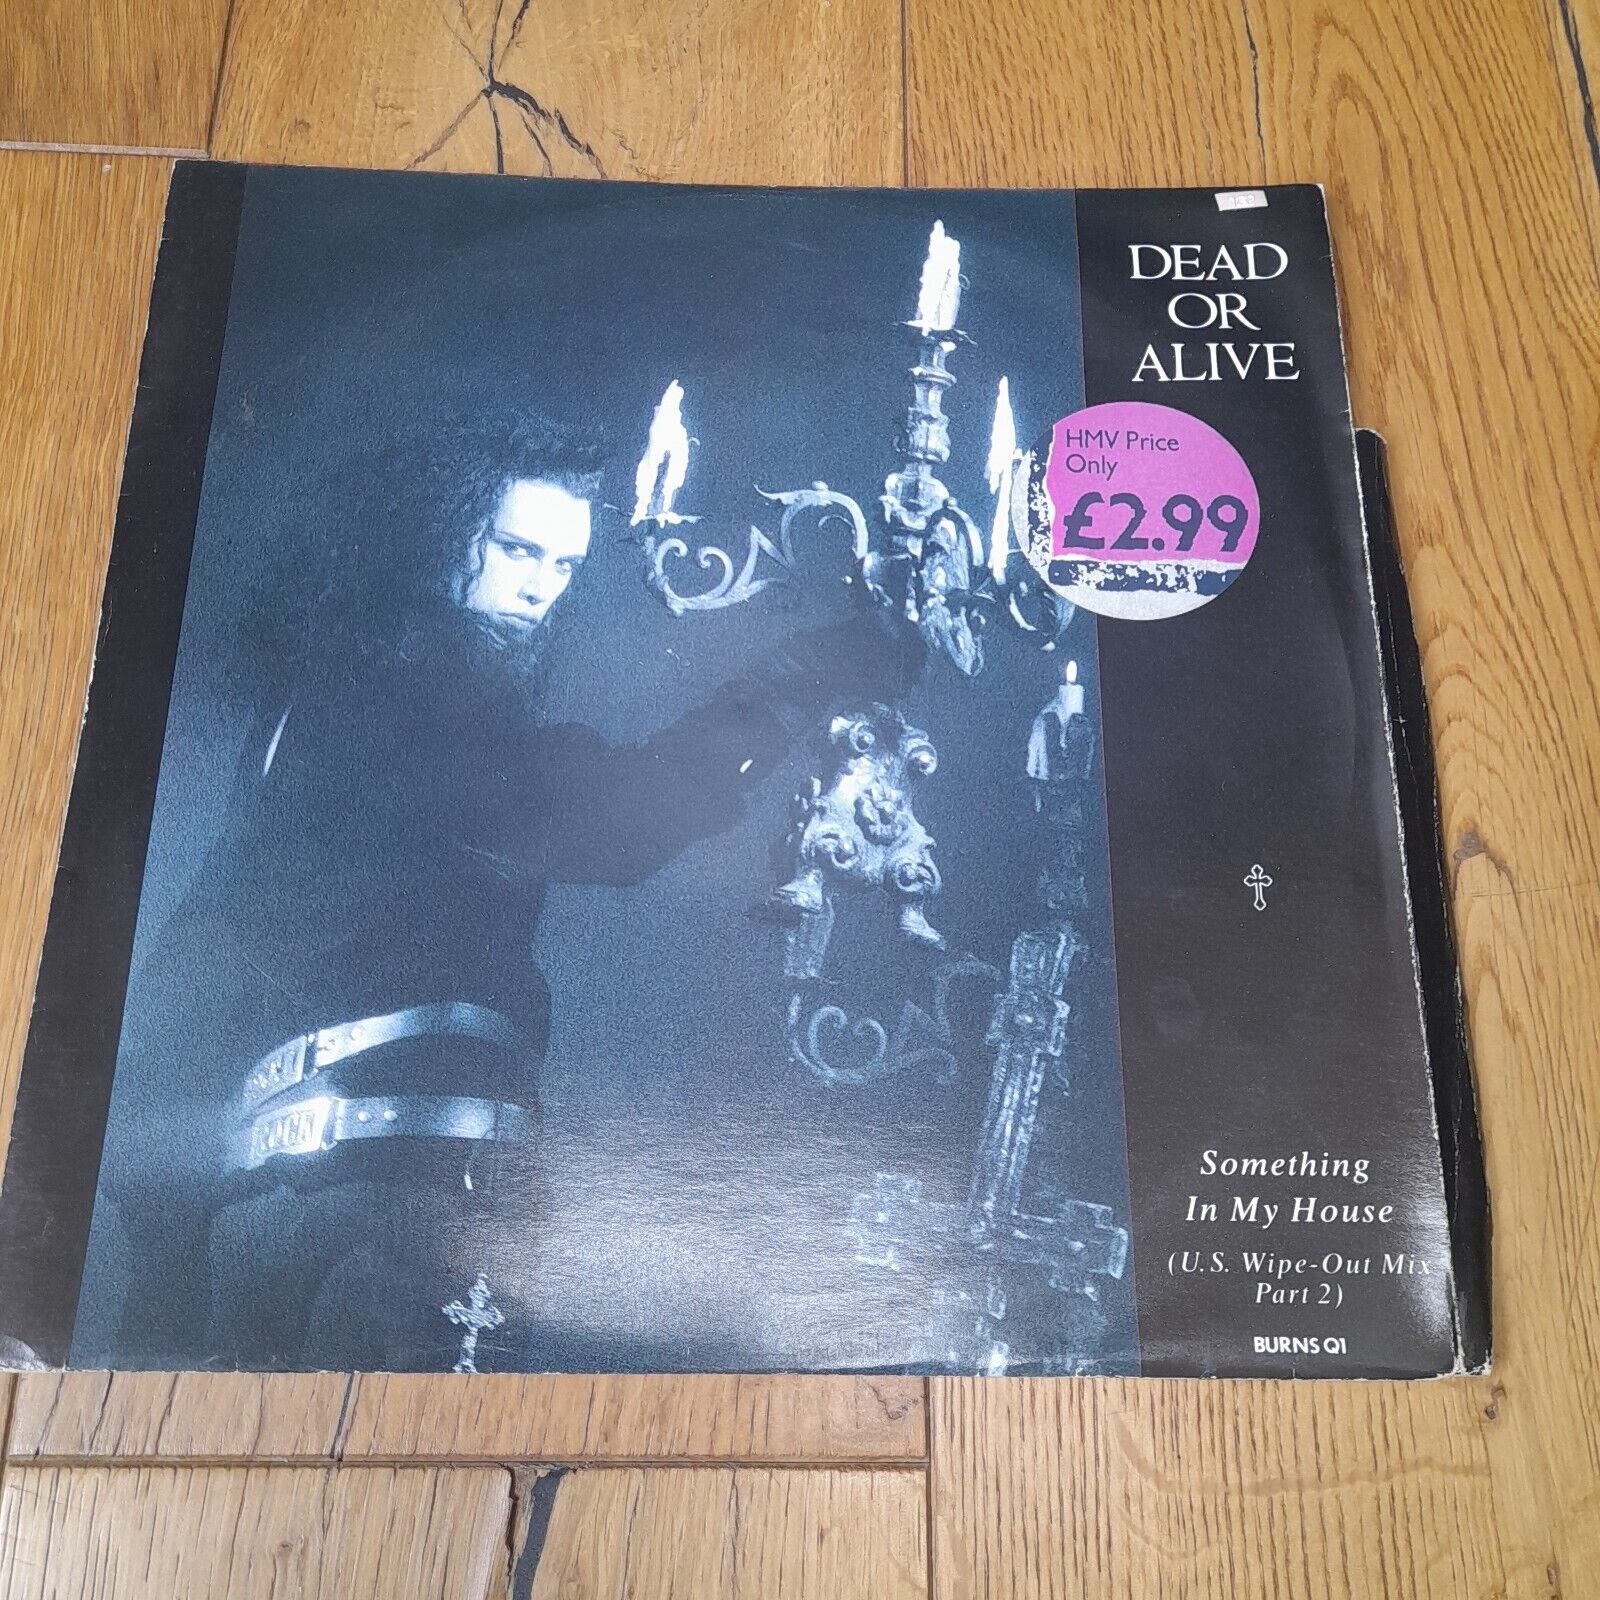 DEAD
OR
ALIVE
HMV Price
Only
£2.99
Something
In My House
(U.S. Wipe-Out Mix
Part 2)
BURNS Q1
ROCK